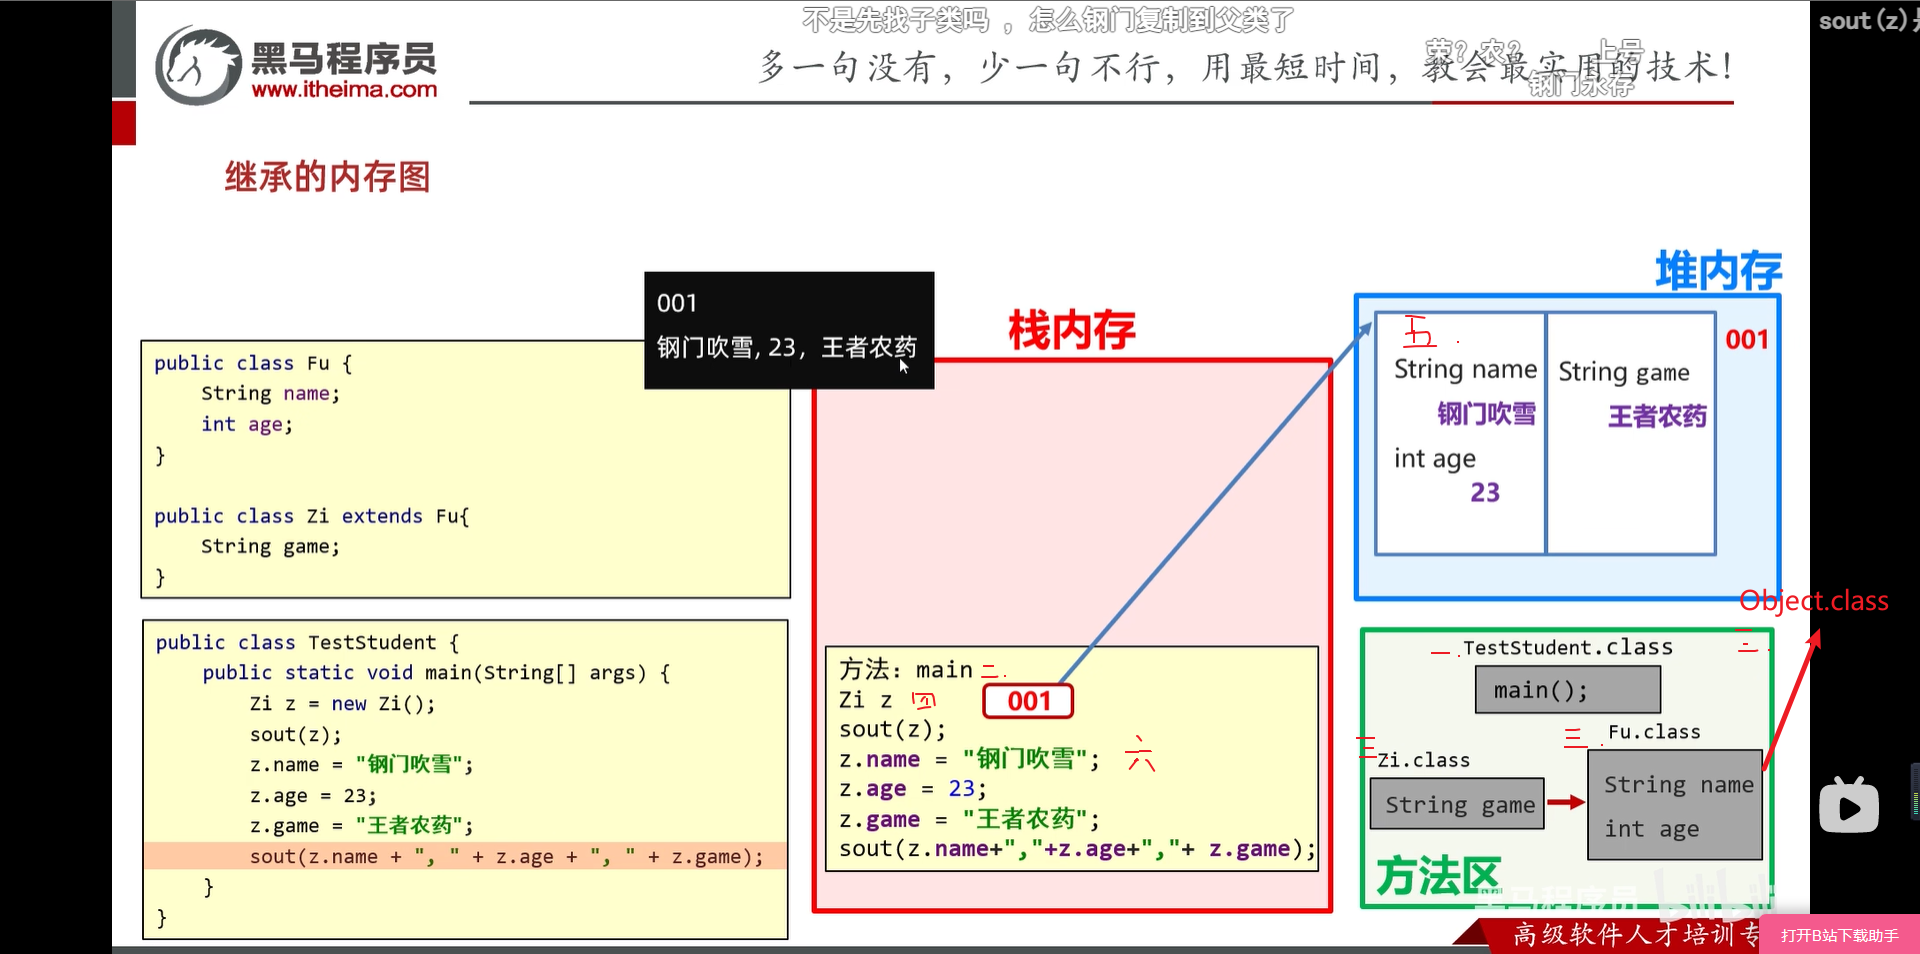 不是先找子类吗 ，怎么钢门复制到父类了
sout(z)
黑马程序员
www.itheima.com
多一句没有，少一句不行，用最短时间，教会最实用的技术！
荣？农？
上号
钢门永存
继承的内存图
001
钢门吹雪, 23，王者农药
public class Fu {
String name;
int age;
}
public class Zi extends Fu{
String game;
}
public class TestStudent {
public static void main(String[] args) {
Zi z = new Zi();
sout(z);
z.name = "钢门吹雪";
z.age = 23;
z.game = "王者农药";
sout(z.name + ", " + z.age + ", " + z.game);
}
}
栈内存
方法：main 二.
Zi z 四 001
sout(z);
z.name = "钢门吹雪"; 六
z.age = 23;
z.game = "王者农药";
sout(z.name+","+z.age+","+ z.game);
堆内存
五.
001
String name
钢门吹雪
int age
23
String game
王者农药
Object.class
三.
一.TestStudent.class
main();
三 Zi.class
String game
三.Fu.class
String name
int age
方法区
黑马程序员
bilibili
高级软件人才培训专
打开B站下载助手